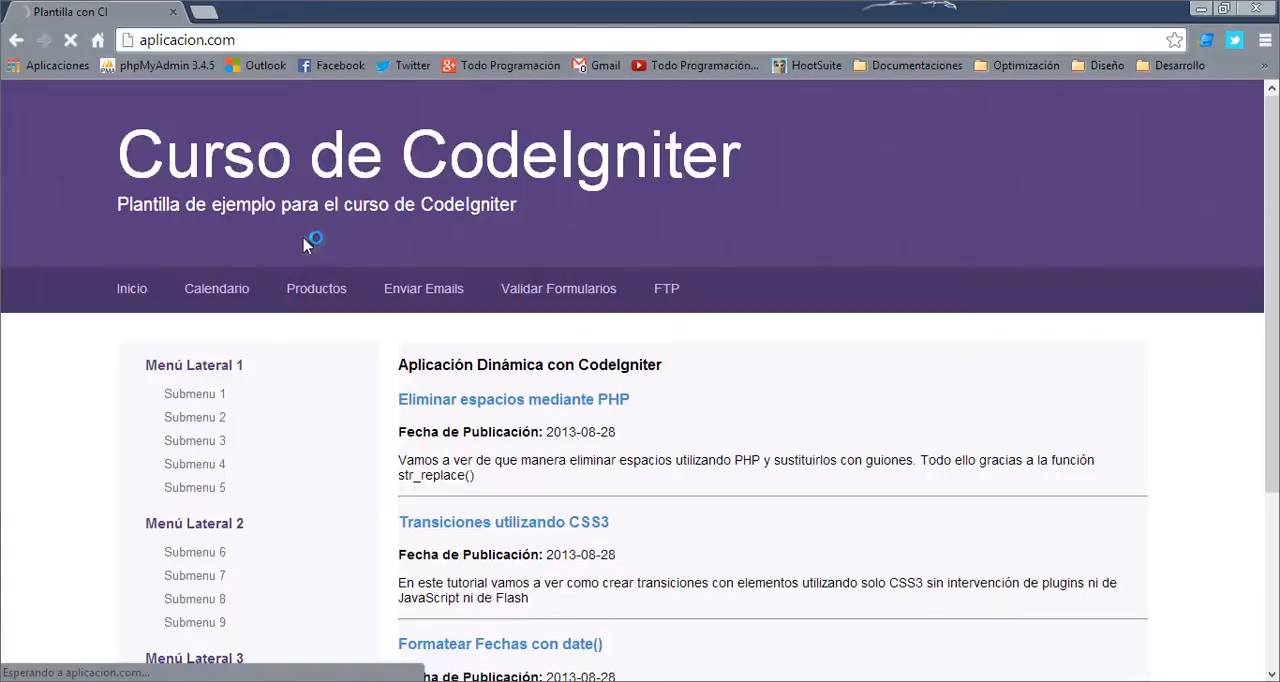 Plantilla con CI
aplicacion.com
Aplicaciones phpMyAdmin 3.4.5 Outlook Facebook Twitter Todo Programación Gmail Todo Programación... HootSuite Documentaciones Optimización Diseño Desarrollo »
Curso de CodeIgniter
Plantilla de ejemplo para el curso de CodeIgniter
Inicio Calendario Productos Enviar Emails Validar Formularios FTP
Menú Lateral 1
Submenu 1
Submenu 2
Submenu 3
Submenu 4
Submenu 5
Menú Lateral 2
Submenu 6
Submenu 7
Submenu 8
Submenu 9
Menú Lateral 3
Aplicación Dinámica con CodeIgniter
Eliminar espacios mediante PHP
Fecha de Publicación: 2013-08-28
Vamos a ver de que manera eliminar espacios utilizando PHP y sustituirlos con guiones. Todo ello gracias a la función
str_replace()
Transiciones utilizando CSS3
Fecha de Publicación: 2013-08-28
En este tutorial vamos a ver como crear transiciones con elementos utilizando solo CSS3 sin intervención de plugins ni de
JavaScript ni de Flash
Formatear Fechas con date()
cha de Publicación: 2013-08-28
Esperando a aplicacion.com...